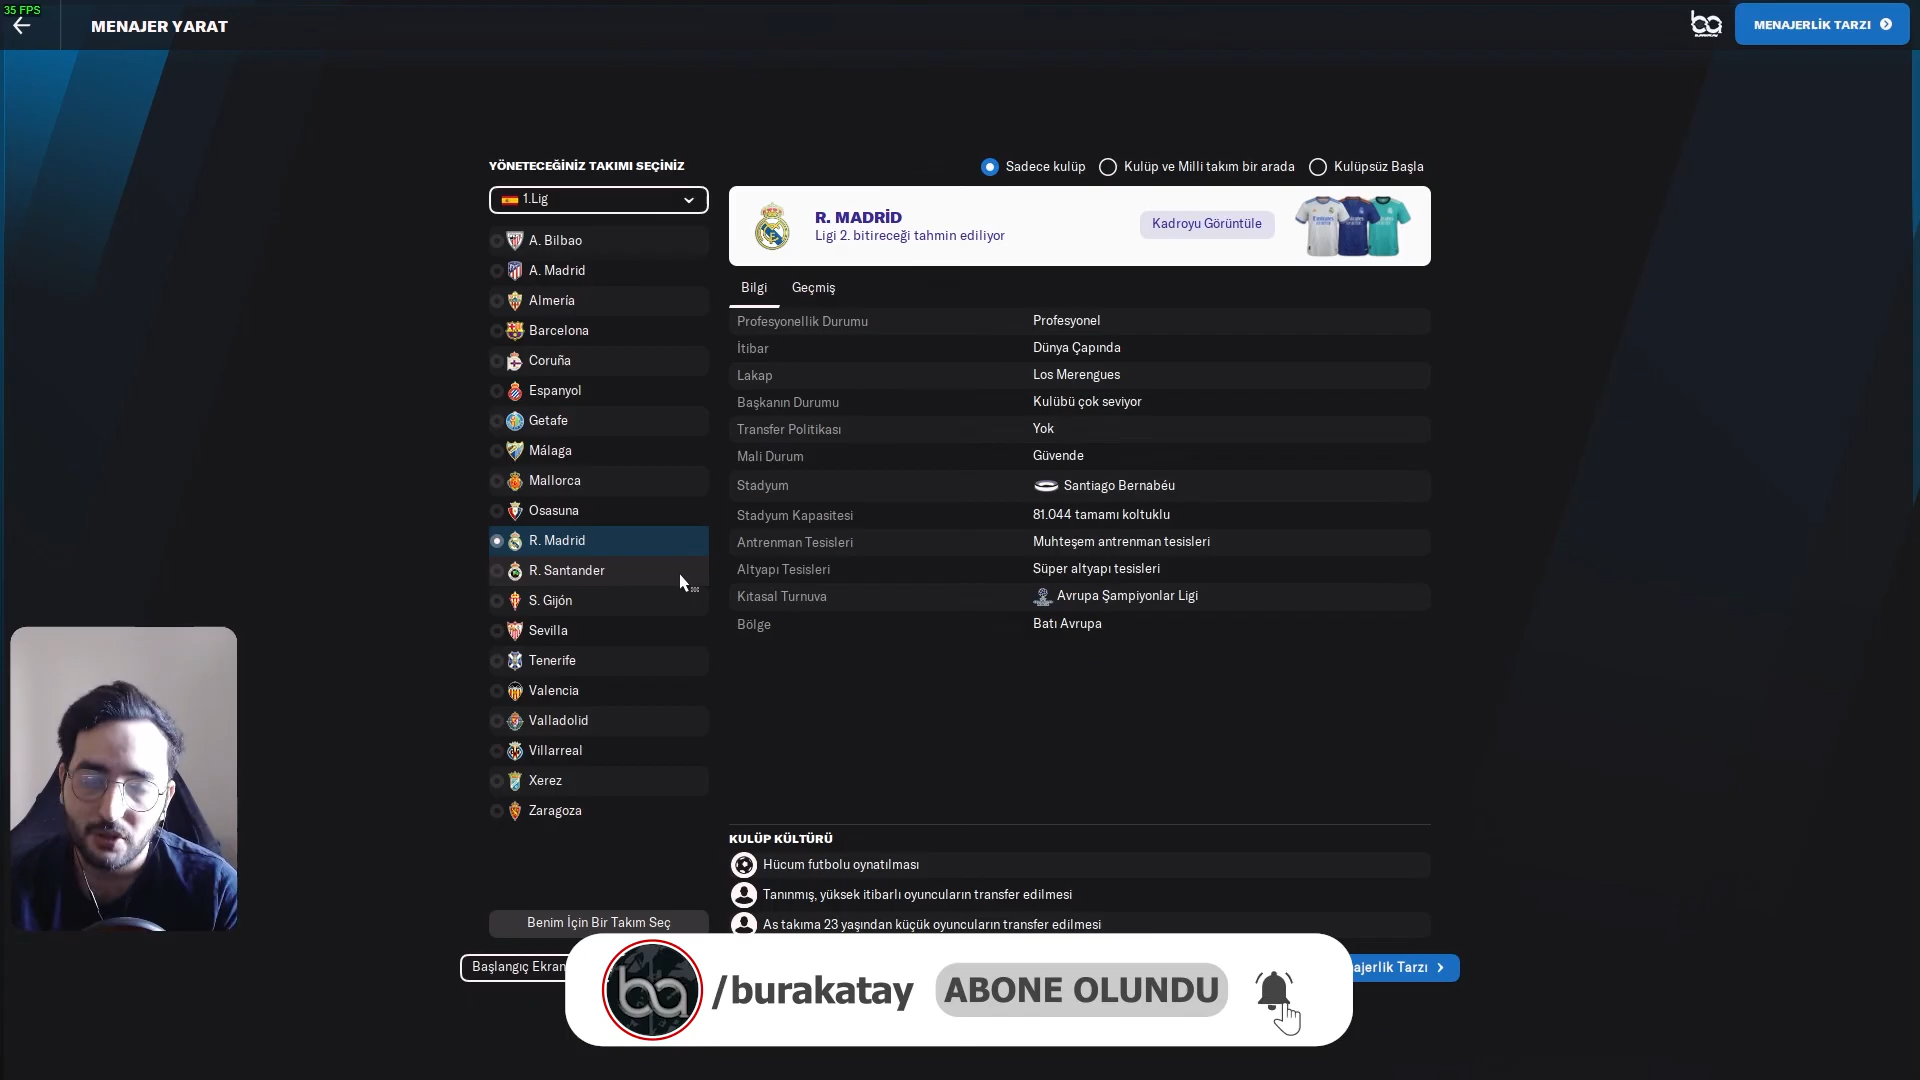 35 FPS
MENAJER YARAT
ba
MENAJERLİK TARZI
YÖNETECEĞİNİZ TAKIMI SEÇİNİZ
Sadece kulüp
Kulüp ve Milli takım bir arada
Kulüpsüz Başla
1.Lig
A. Bilbao
A. Madrid
Almería
Barcelona
Coruña
Espanyol
Getafe
Málaga
Mallorca
Osasuna
R. Madrid
R. Santander
S. Gijón
Sevilla
Tenerife
Valencia
Valladolid
Villarreal
Xerez
Zaragoza
Benim İçin Bir Takım Seç
R. MADRİD
Ligi 2. bitireceği tahmin ediliyor
Kadroyu Görüntüle
Bilgi Geçmiş
Profesyonellik Durumu Profesyonel
İtibar Dünya Çapında
Lakap Los Merengues
Başkanın Durumu Kulübü çok seviyor
Transfer Politikası Yok
Mali Durum Güvende
Stadyum Santiago Bernabéu
Stadyum Kapasitesi 81.044 tamamı koltuklu
Antrenman Tesisleri Muhteşem antrenman tesisleri
Altyapı Tesisleri Süper altyapı tesisleri
Kıtasal Turnuva Avrupa Şampiyonlar Ligi
Bölge Batı Avrupa
KULÜP KÜLTÜRÜ
Hücum futbolu oynatılması
Tanınmış, yüksek itibarlı oyuncuların transfer edilmesi
As takıma 23 yaşından küçük oyuncuların transfer edilmesi
Başlangıç Ekran
ajerlik Tarzı
ba
/burakatay
ABONE OLUNDU